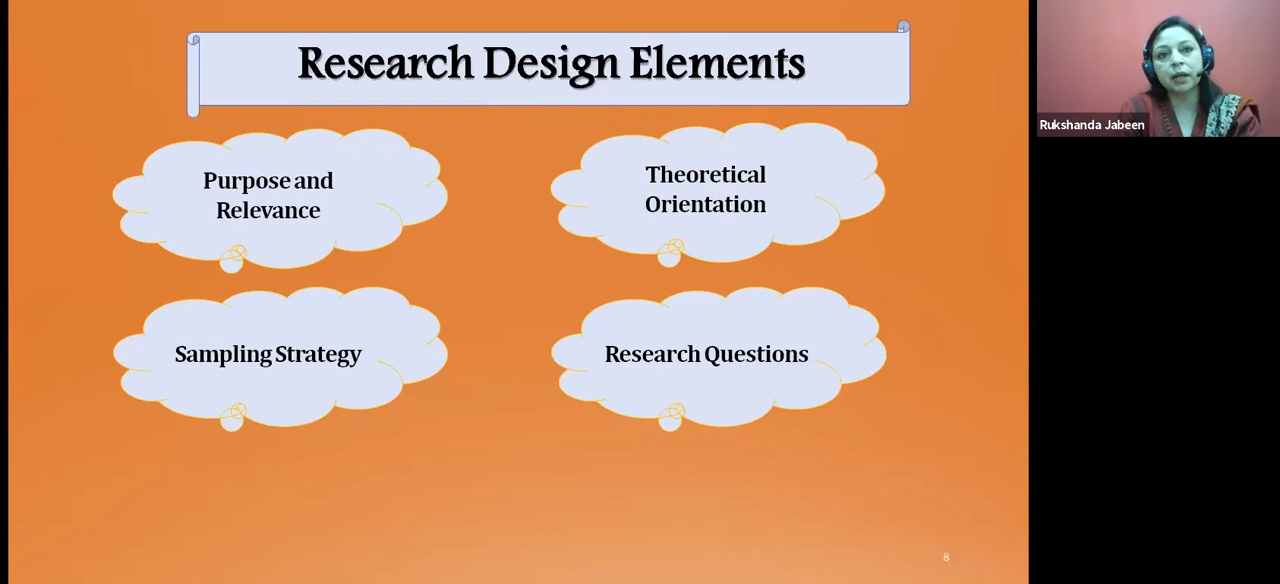 Research Design Elements
Purpose and
Relevance
Theoretical
Orientation
Sampling Strategy
Research Questions
8
Rukshanda Jabeen